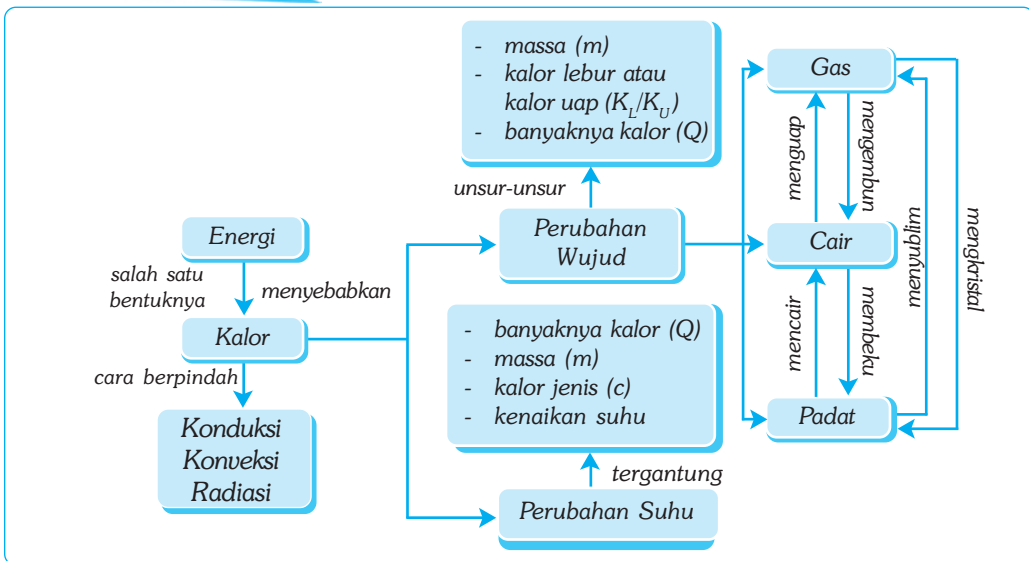 - massa (m)
- kalor lebur atau
kalor uap (K_L/K_U)
- banyaknya kalor (Q)
unsur-unsur
Perubahan
Wujud
Energi
salah satu
bentuknya
menyebabkan
Kalor
cara berpindah
Konduksi
Konveksi
Radiasi
- banyaknya kalor (Q)
- massa (m)
- kalor jenis (c)
- kenaikan suhu
tergantung
Perubahan Suhu
Gas
menguap
mengembun
Cair
mencair
membeku
Padat
menyublim
mengkristal